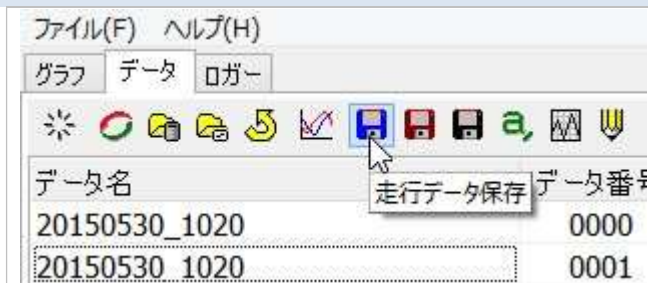 ファイル(F) ヘルプ(H)
グラフ データ ロガー
a,
走行データ保存
データ名 データ番号
20150530_1020 0000
20150530_1020 0001